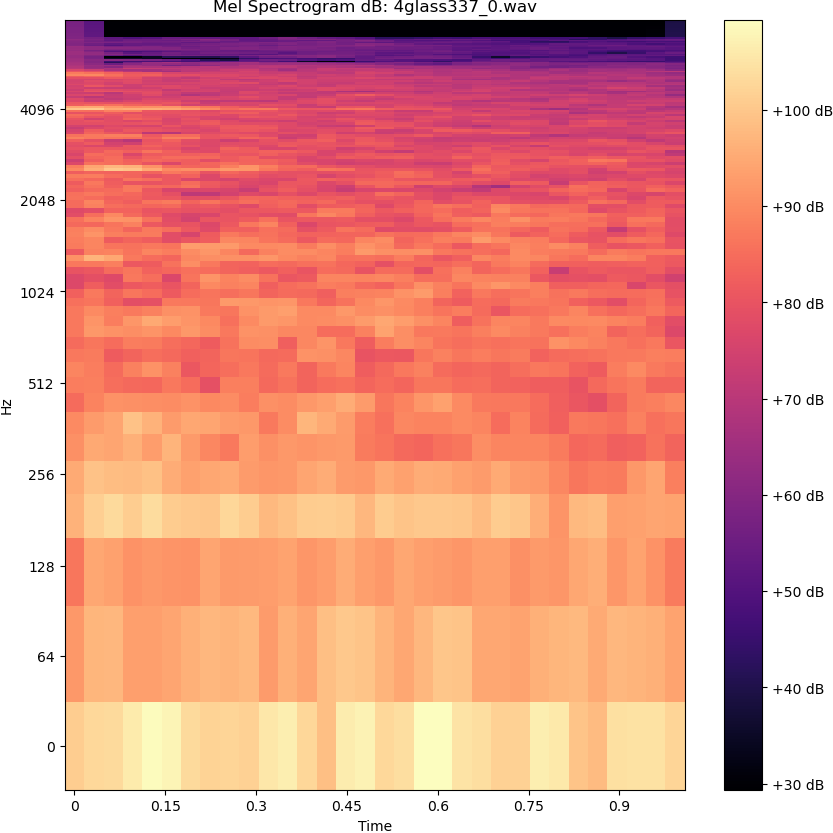 Mel Spectrogram dB: 4glass337_0.wav
4096
2048
1024
512
256
128
64
0
Hz
0 0.15 0.3 0.45 0.6 0.75 0.9
Time
+100 dB
+90 dB
+80 dB
+70 dB
+60 dB
+50 dB
+40 dB
+30 dB